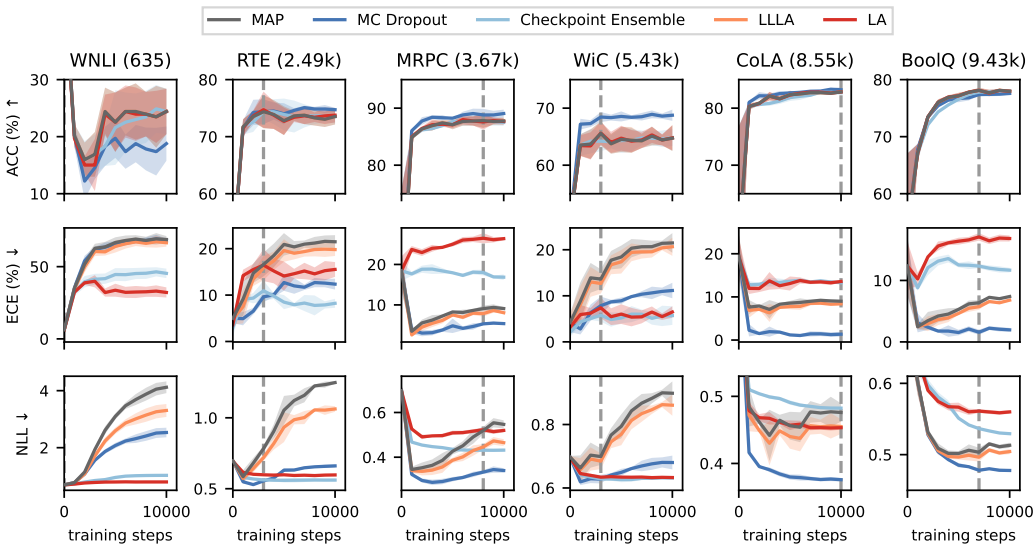 MAP MC Dropout Checkpoint Ensemble LLLA LA
WNLI (635) RTE (2.49k) MRPC (3.67k) WiC (5.43k) CoLA (8.55k) BoolQ (9.43k)
ACC (%) ↑
30 20 10
80 70 60
90 80
70 60
80 70 60
80 70 60
ECE (%) ↓
50 0
20 10 0
20 10
20 10 0
20 10 0
10 0
NLL ↓
4 2
1.0 0.5
0.6 0.4
0.8 0.6
0.5 0.4
0.6 0.5
0 10000 0 10000 0 10000 0 10000 0 10000 0 10000
training steps training steps training steps training steps training steps training steps